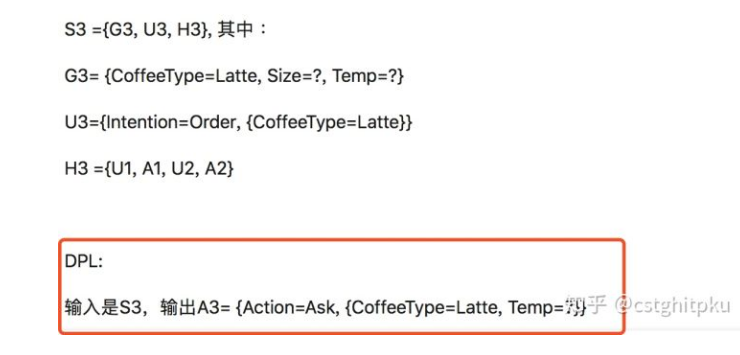 S3 ={G3, U3, H3}, 其中：
G3= {CoffeeType=Latte, Size=?, Temp=?}
U3={Intention=Order, {CoffeeType=Latte}}
H3 ={U1, A1, U2, A2}
DPL:
输入是S3，输出A3= {Action=Ask, {CoffeeType=Latte, Temp=?}}
知乎 @cstghitpku